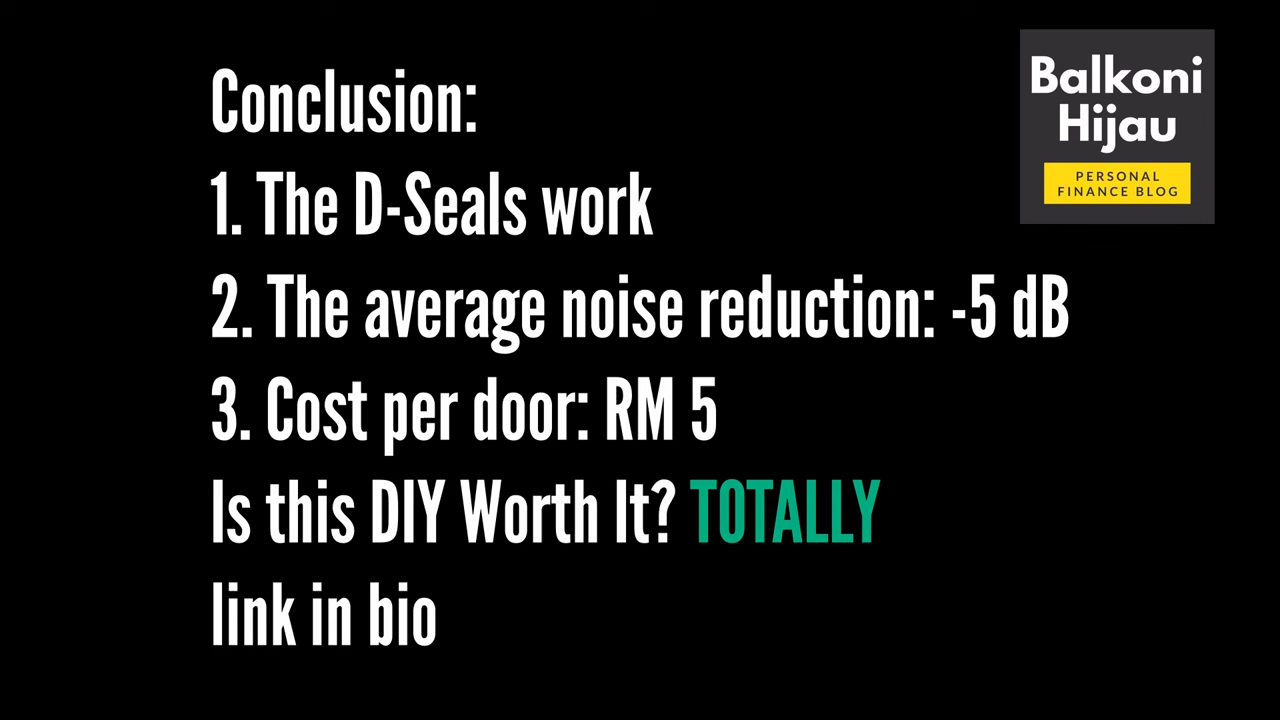 Conclusion:
1. The D-Seals work
2. The average noise reduction: -5 dB
3. Cost per door: RM 5
Is this DIY Worth It? TOTALLY
link in bio
Balkoni
Hijau
PERSONAL
FINANCE BLOG